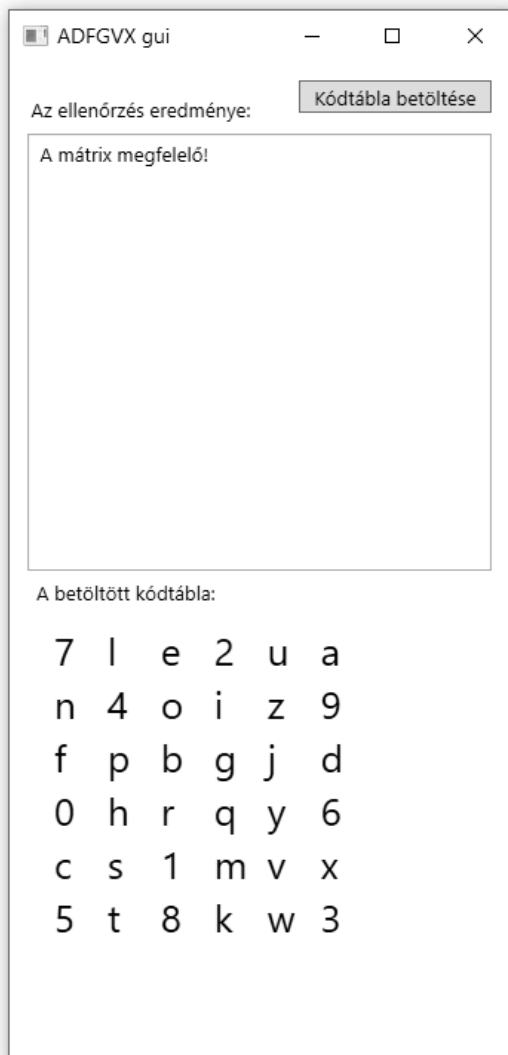 ADFGVX gui
Kódtábla betöltése
Az ellenőrzés eredménye:
A mátrix megfelelő!
A betöltött kódtábla:
7 l e 2 u a
n 4 o i z 9
f p b g j d
0 h r q y 6
c s 1 m v x
5 t 8 k w 3